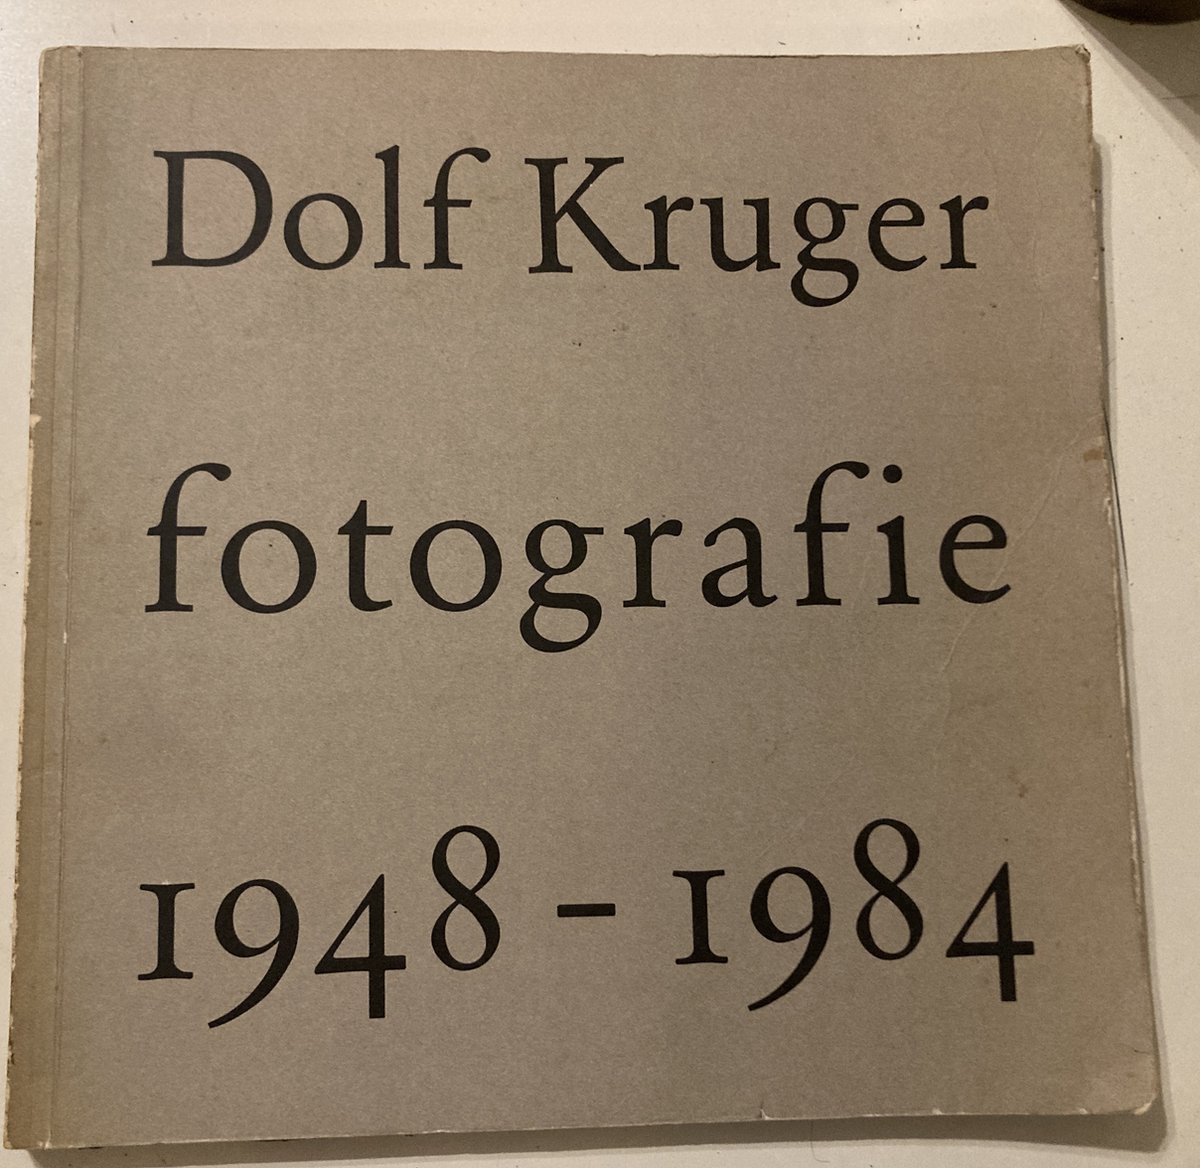 Dolf Kruger
fotografie
1948 - 1984